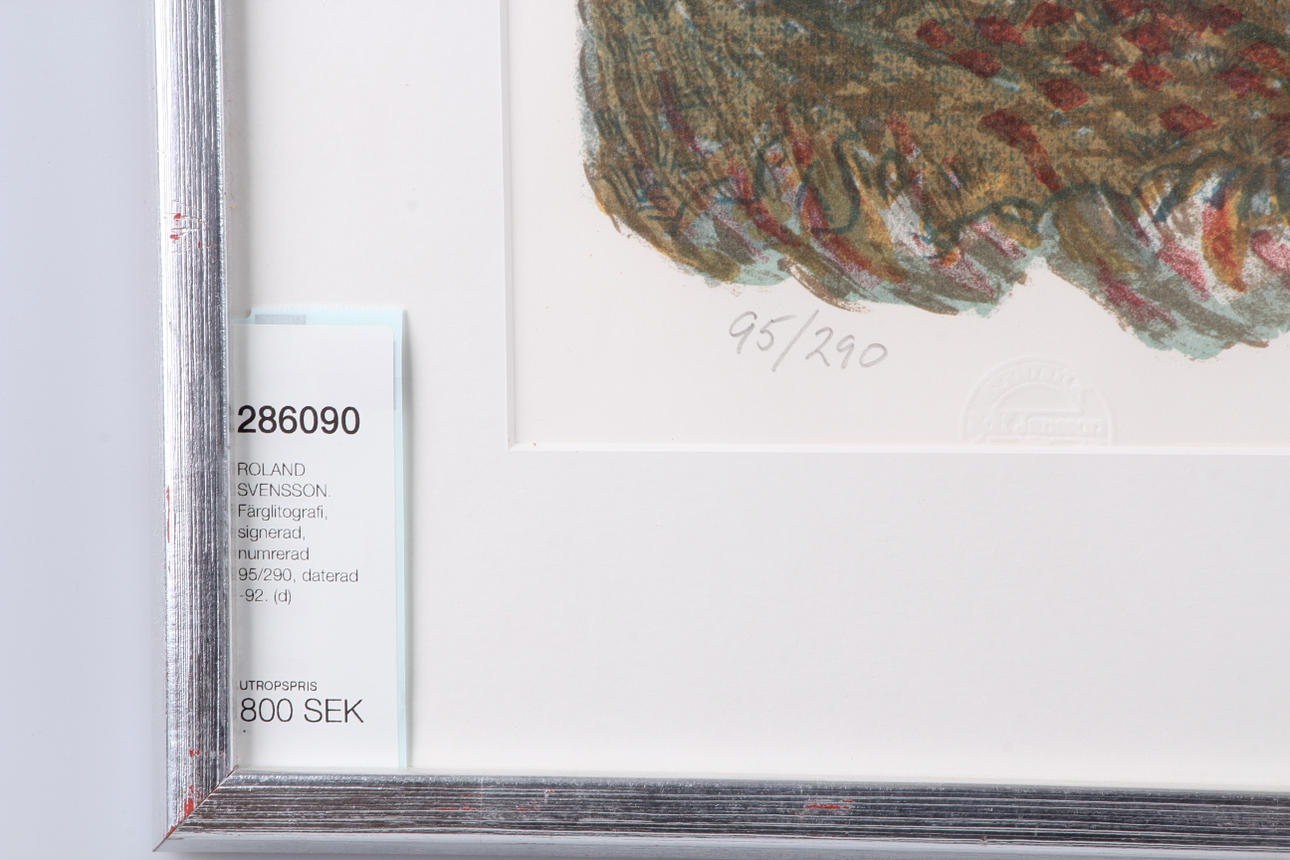 95/290
286090
ROLAND
SVENSSON.
Färglitografi,
signerad,
numrerad
95/290, daterad
-92. (d)
UTROPSPRIS
800 SEK